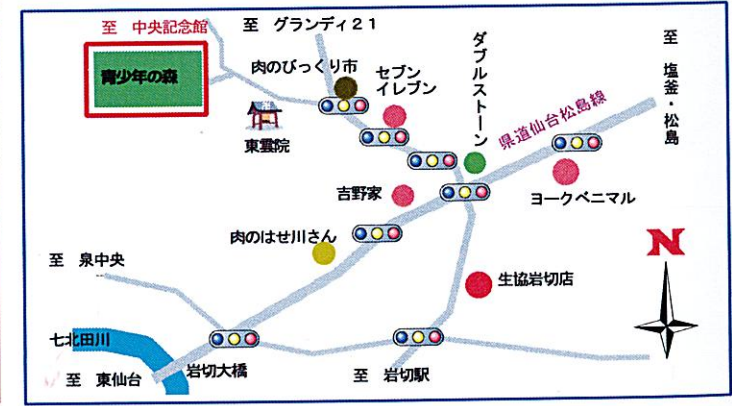 至 中央記念館
至 グランディ21
青少年の森
肉のびっくり市
セブン
イレブン
ダブルストーン
至 塩釜・松島
東雲院
県道仙台松島線
吉野家
ヨークベニマル
肉のはせ川さん
至 泉中央
生協岩切店
N
七北田川
至 東仙台
岩切大橋
至 岩切駅